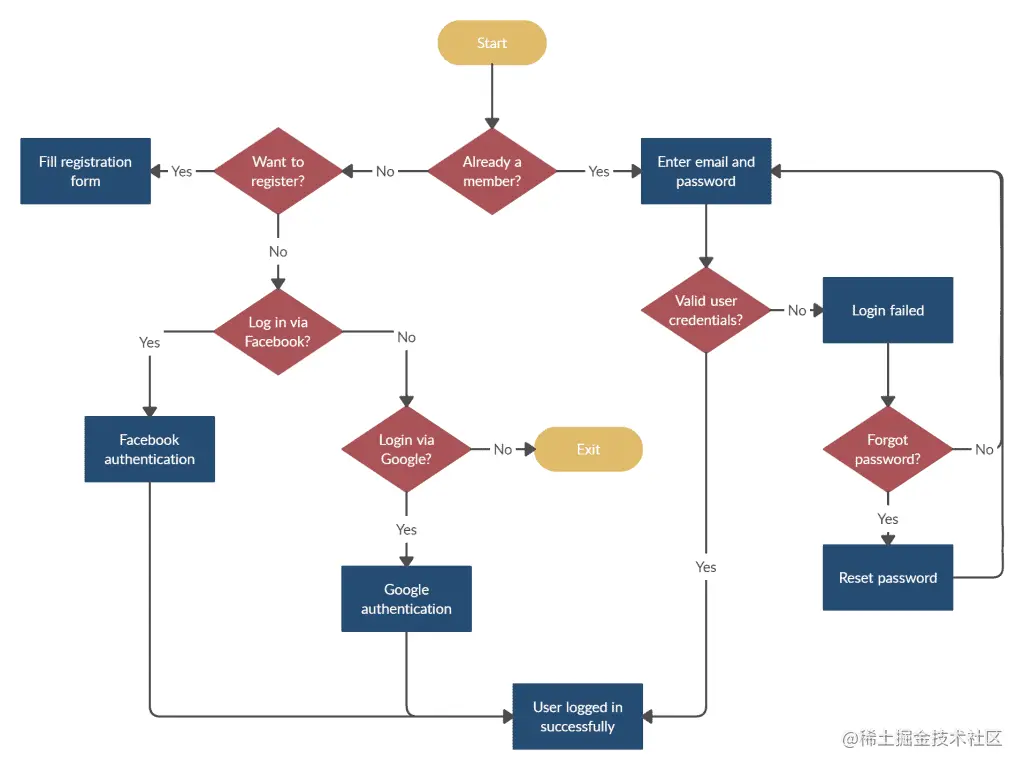 Start
Fill registration
form
Yes
Want to
register?
No
Already a
member?
Yes
Enter email and
password
No
Valid user
credentials?
No
Login failed
Log in via
Facebook?
Yes
No
Facebook
authentication
Login via
Google?
No
Exit
Forgot
password?
No
Yes
Yes
Yes
Reset password
Google
authentication
User logged in
successfully
@稀土掘金技术社区